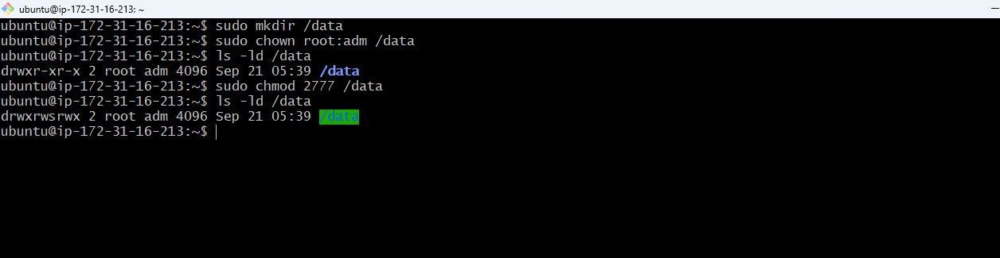 ubuntu@ip-172-31-16-213: ~
ubuntu@ip-172-31-16-213:~$ sudo mkdir /data
ubuntu@ip-172-31-16-213:~$ sudo chown root:adm /data
ubuntu@ip-172-31-16-213:~$ ls -ld /data
drwxr-xr-x 2 root adm 4096 Sep 21 05:39 /data
ubuntu@ip-172-31-16-213:~$ sudo chmod 2777 /data
ubuntu@ip-172-31-16-213:~$ ls -ld /data
drwxrwsrwx 2 root adm 4096 Sep 21 05:39 /data
ubuntu@ip-172-31-16-213:~$